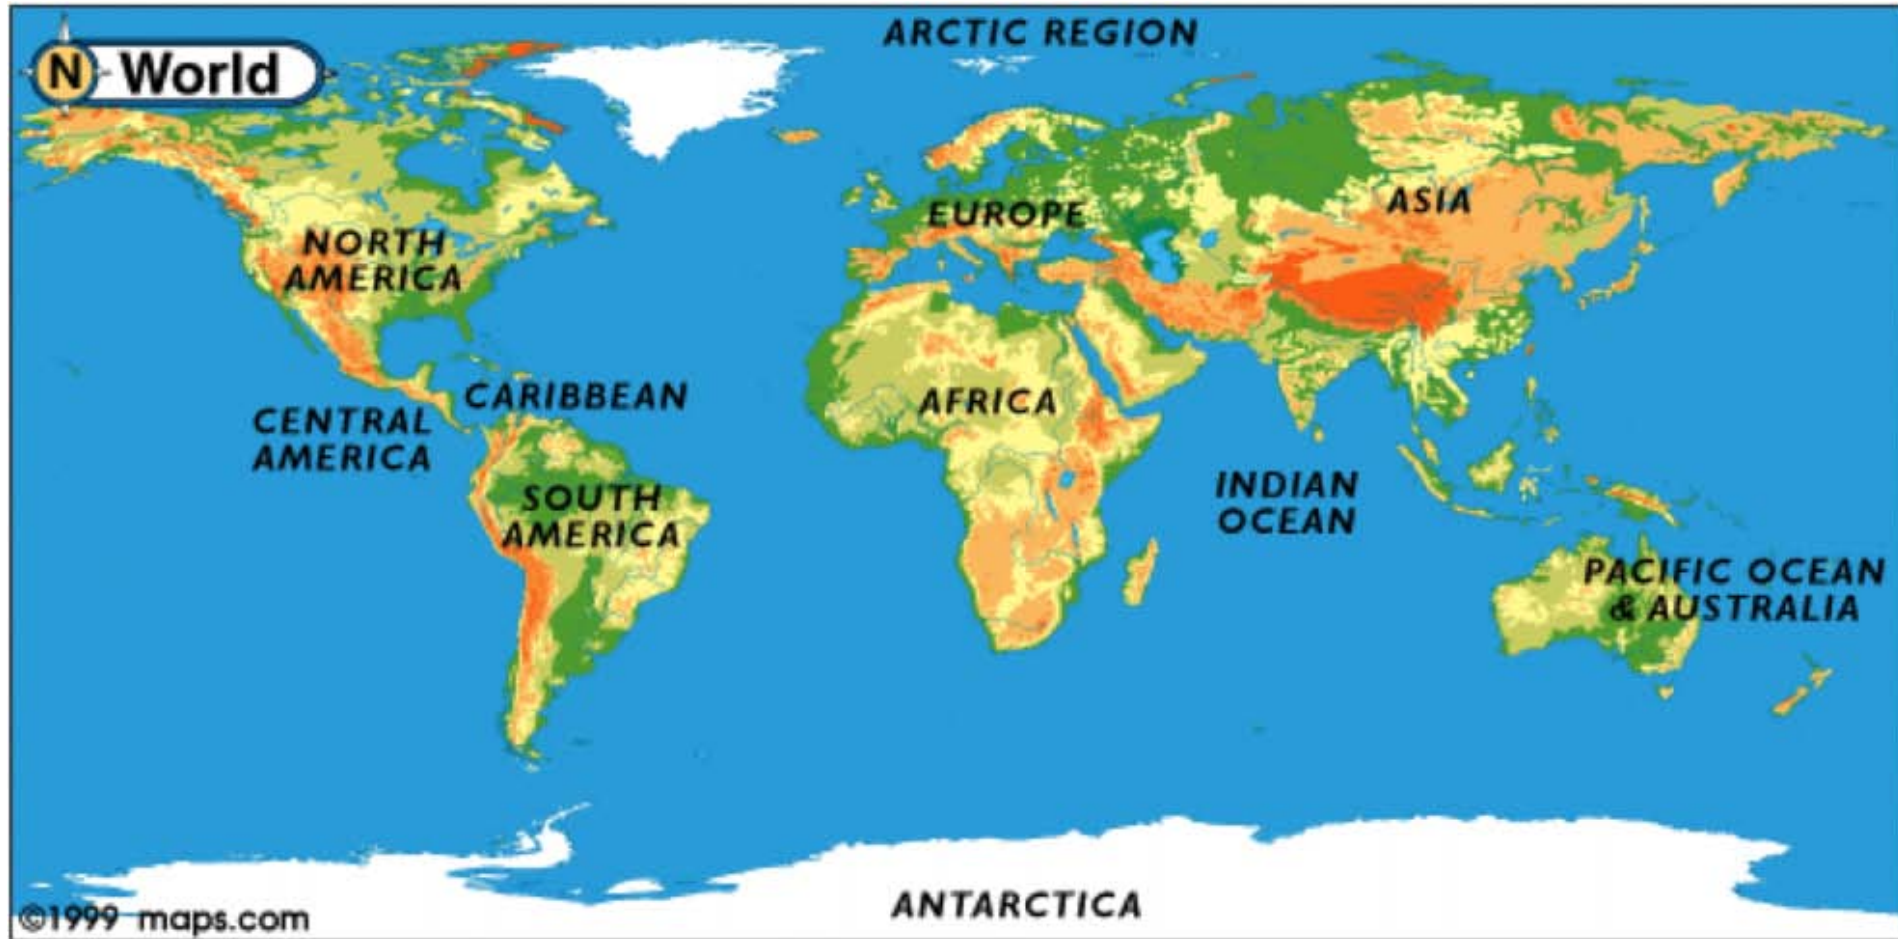 ARCTIC REGION
N World
EUROPE
ASIA
NORTH
AMERICA
CARIBBEAN
CENTRAL
AMERICA
AFRICA
SOUTH
AMERICA
INDIAN
OCEAN
PACIFIC OCEAN
& AUSTRALIA
ANTARCTICA
©1999 maps.com